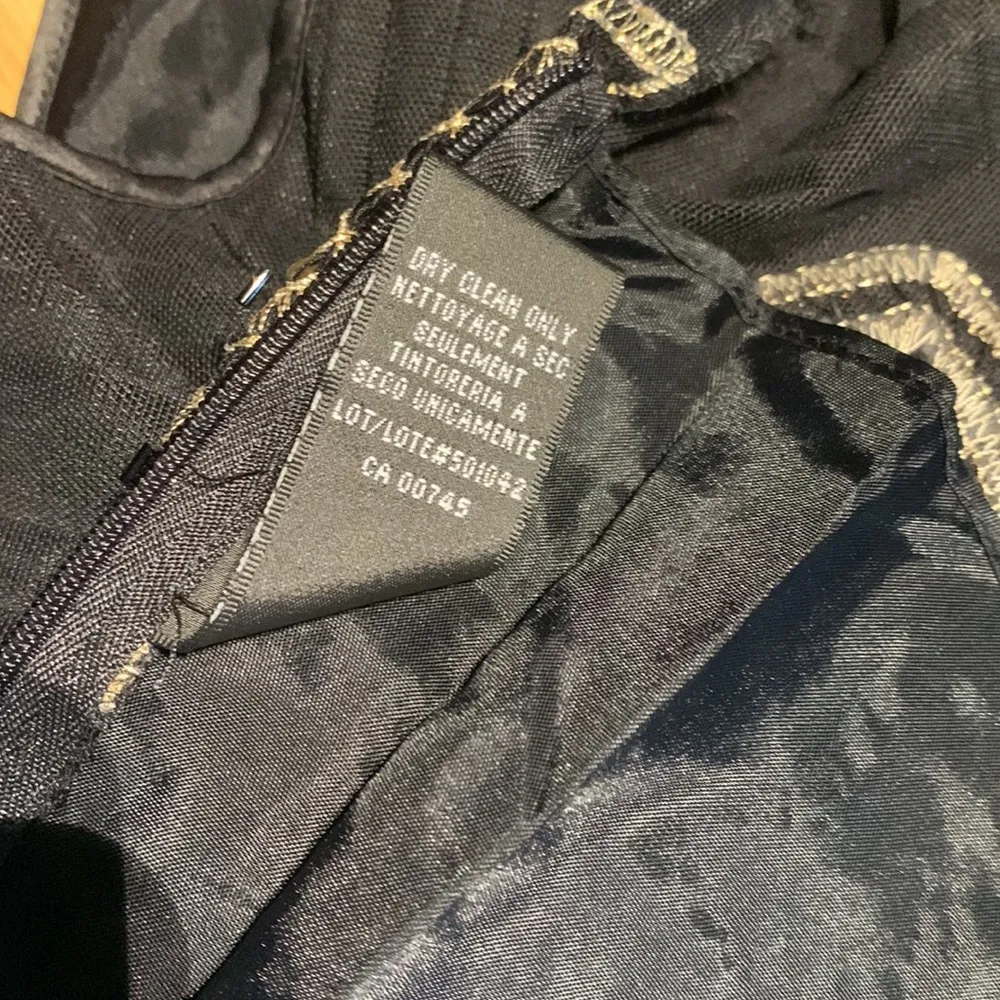 DRY CLEAN ONLY
NETTOYAGE A SEC
SEULEMENT
TINTORERIA A
SECO UNICAMENTE
LOT/LOTE#501042
CA 00745